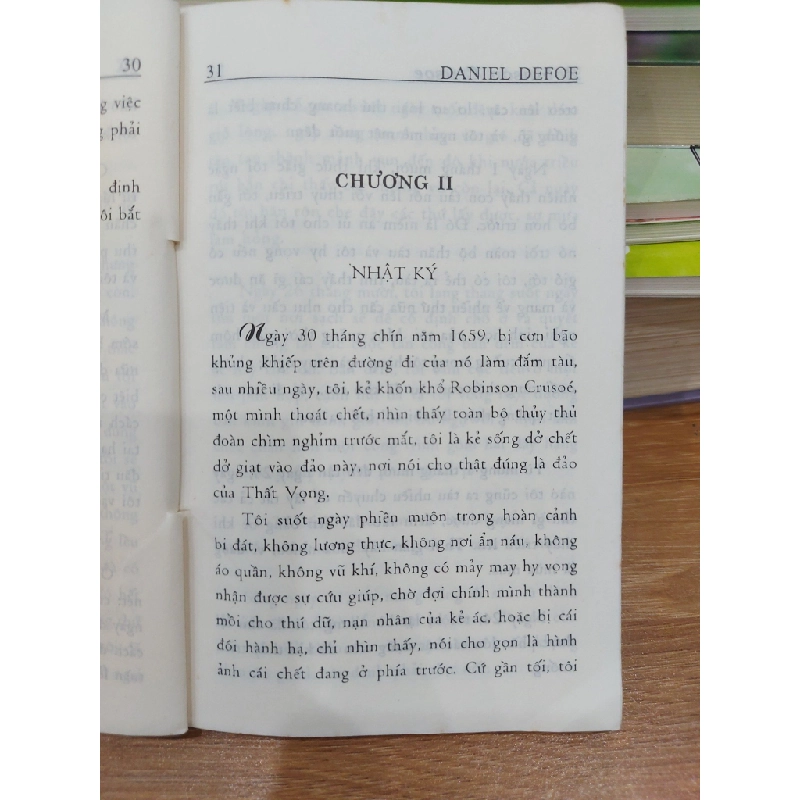 30
g việc
g phải
đinh
ôi bắt
31 DANIEL DEFOE
CHƯƠNG II
NHẬT KÝ
Ngày 30 tháng chín năm 1659, bị cơn bão
khủng khiếp trên đường đi của nó làm đắm tàu,
sau nhiều ngày, tôi, kẻ khốn khổ Robinson Crusoé,
một mình thoát chết, nhìn thấy toàn bộ thủy thủ
đoàn chìm nghỉm trước mắt, tôi là kẻ sống dở chết
dở giạt vào đảo này, nơi nói cho thật đúng là đảo
của Thất Vọng.
Tôi suốt ngày phiền muôn trong hoàn cảnh
bi đát, không lương thực, không nơi ẩn náu, không
áo quần, không vũ khí, không có mảy may hy vọng
nhận được sự cứu giúp, chờ đợi chính mình thành
mồi cho thú dữ, nạn nhân của kẻ ác, hoặc bị cái
đói hành hạ, chỉ nhìn thấy, nói cho gọn là hình
ảnh cái chết đang ở phía trước. Cứ gần tối, tôi